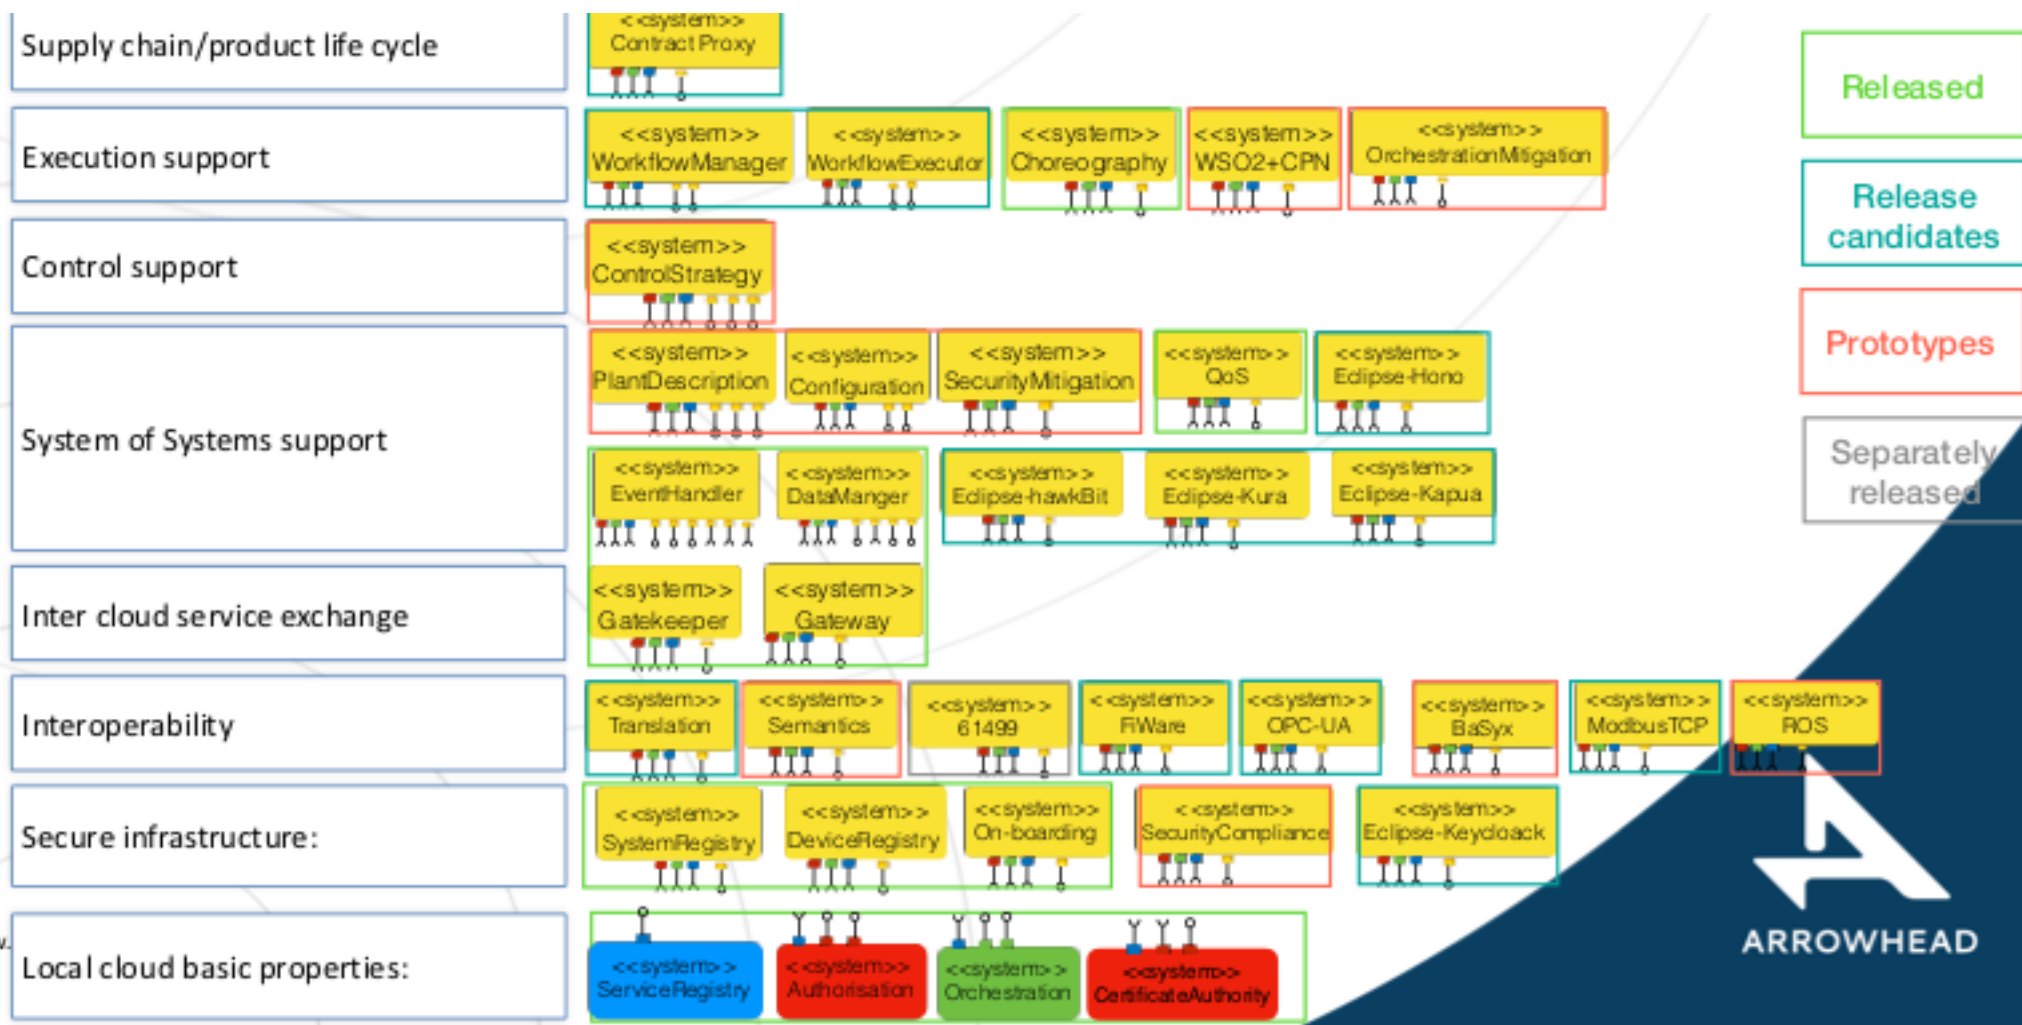 Supply chain/product life cycle
<<system>>
Contract Proxy
Released
Execution support
<<system>>
WorkflowManager
<<system>>
WorkflowExecutor
<<system>>
Choreography
<<system>>
WSO2+CPN
<<system>>
OrchestrationMitigation
Release
candidates
Control support
<<system>>
ControlStrategy
Prototypes
System of Systems support
<<system>>
PlantDescription
<<system>>
Configuration
<<system>>
SecurityMitigation
<<system>>
QoS
<<system>>
Eclipse-Hono
Separately
released
<<system>>
EventHandler
<<system>>
DataManger
<<system>>
Eclipse-hawkBit
<<system>>
Eclipse-Kura
<<system>>
Eclipse-Kapua
Inter cloud service exchange
<<system>>
Gatekeeper
<<system>>
Gateway
Interoperability
<<system>>
Translation
<<system>>
Semantics
<<system>>
61499
<<system>>
FiWare
<<system>>
OPC-UA
<<system>>
BaSyx
<<system>>
ModbusTCP
<<system>>
ROS
Secure infrastructure:
<<system>>
SystemRegistry
<<system>>
DeviceRegistry
<<system>>
On-boarding
<<system>>
SecurityCompliance
<<system>>
Eclipse-Keycloack
Local cloud basic properties:
<<system>>
ServiceRegistry
<<system>>
Authorisation
<<system>>
Orchestration
<<system>>
CertificateAuthority
ARROWHEAD